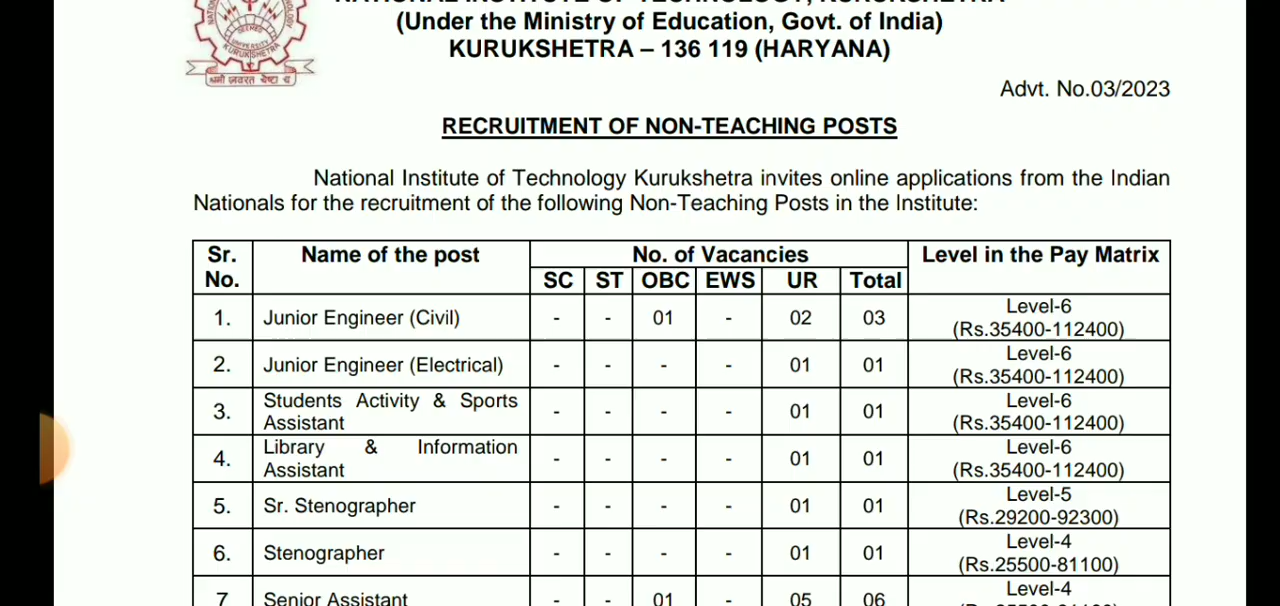 NATIONAL INSTITUTE OF TECHNOLOGY, KURUKSHETRA
(Under the Ministry of Education, Govt. of India)
KURUKSHETRA – 136 119 (HARYANA)
UNIVERSITY
KURUKSHETRA
Advt. No.03/2023
RECRUITMENT OF NON-TEACHING POSTS
National Institute of Technology Kurukshetra invites online applications from the Indian
Nationals for the recruitment of the following Non-Teaching Posts in the Institute:
Sr. No. Name of the post No. of Vacancies Level in the Pay Matrix
SC ST OBC EWS UR Total
1. Junior Engineer (Civil) - - 01 - 02 03 Level-6
(Rs.35400-112400)
2. Junior Engineer (Electrical) - - - - 01 01 Level-6
(Rs.35400-112400)
3. Students Activity & Sports
Assistant - - - - 01 01 Level-6
(Rs.35400-112400)
4. Library & Information
Assistant - - - - 01 01 Level-6
(Rs.35400-112400)
5. Sr. Stenographer - - - - 01 01 Level-5
(Rs.29200-92300)
6. Stenographer - - - - 01 01 Level-4
(Rs.25500-81100)
7 Senior Assistant - - 01 - 05 06 Level-4